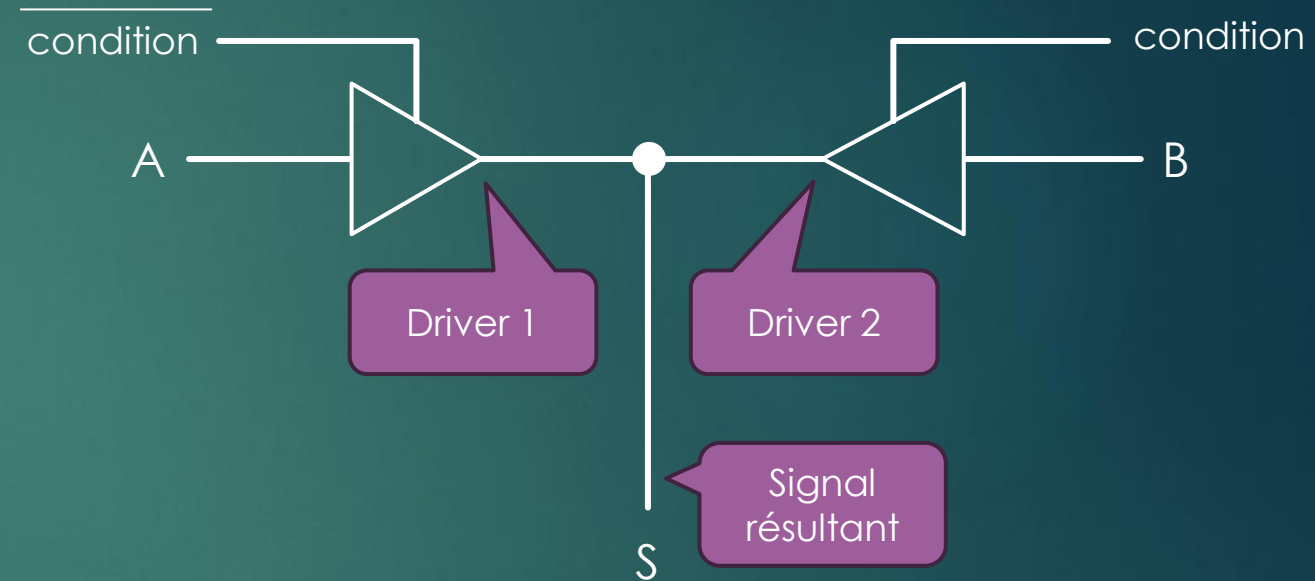 condition
condition
A
B
Driver 1
Driver 2
Signal
résultant
S